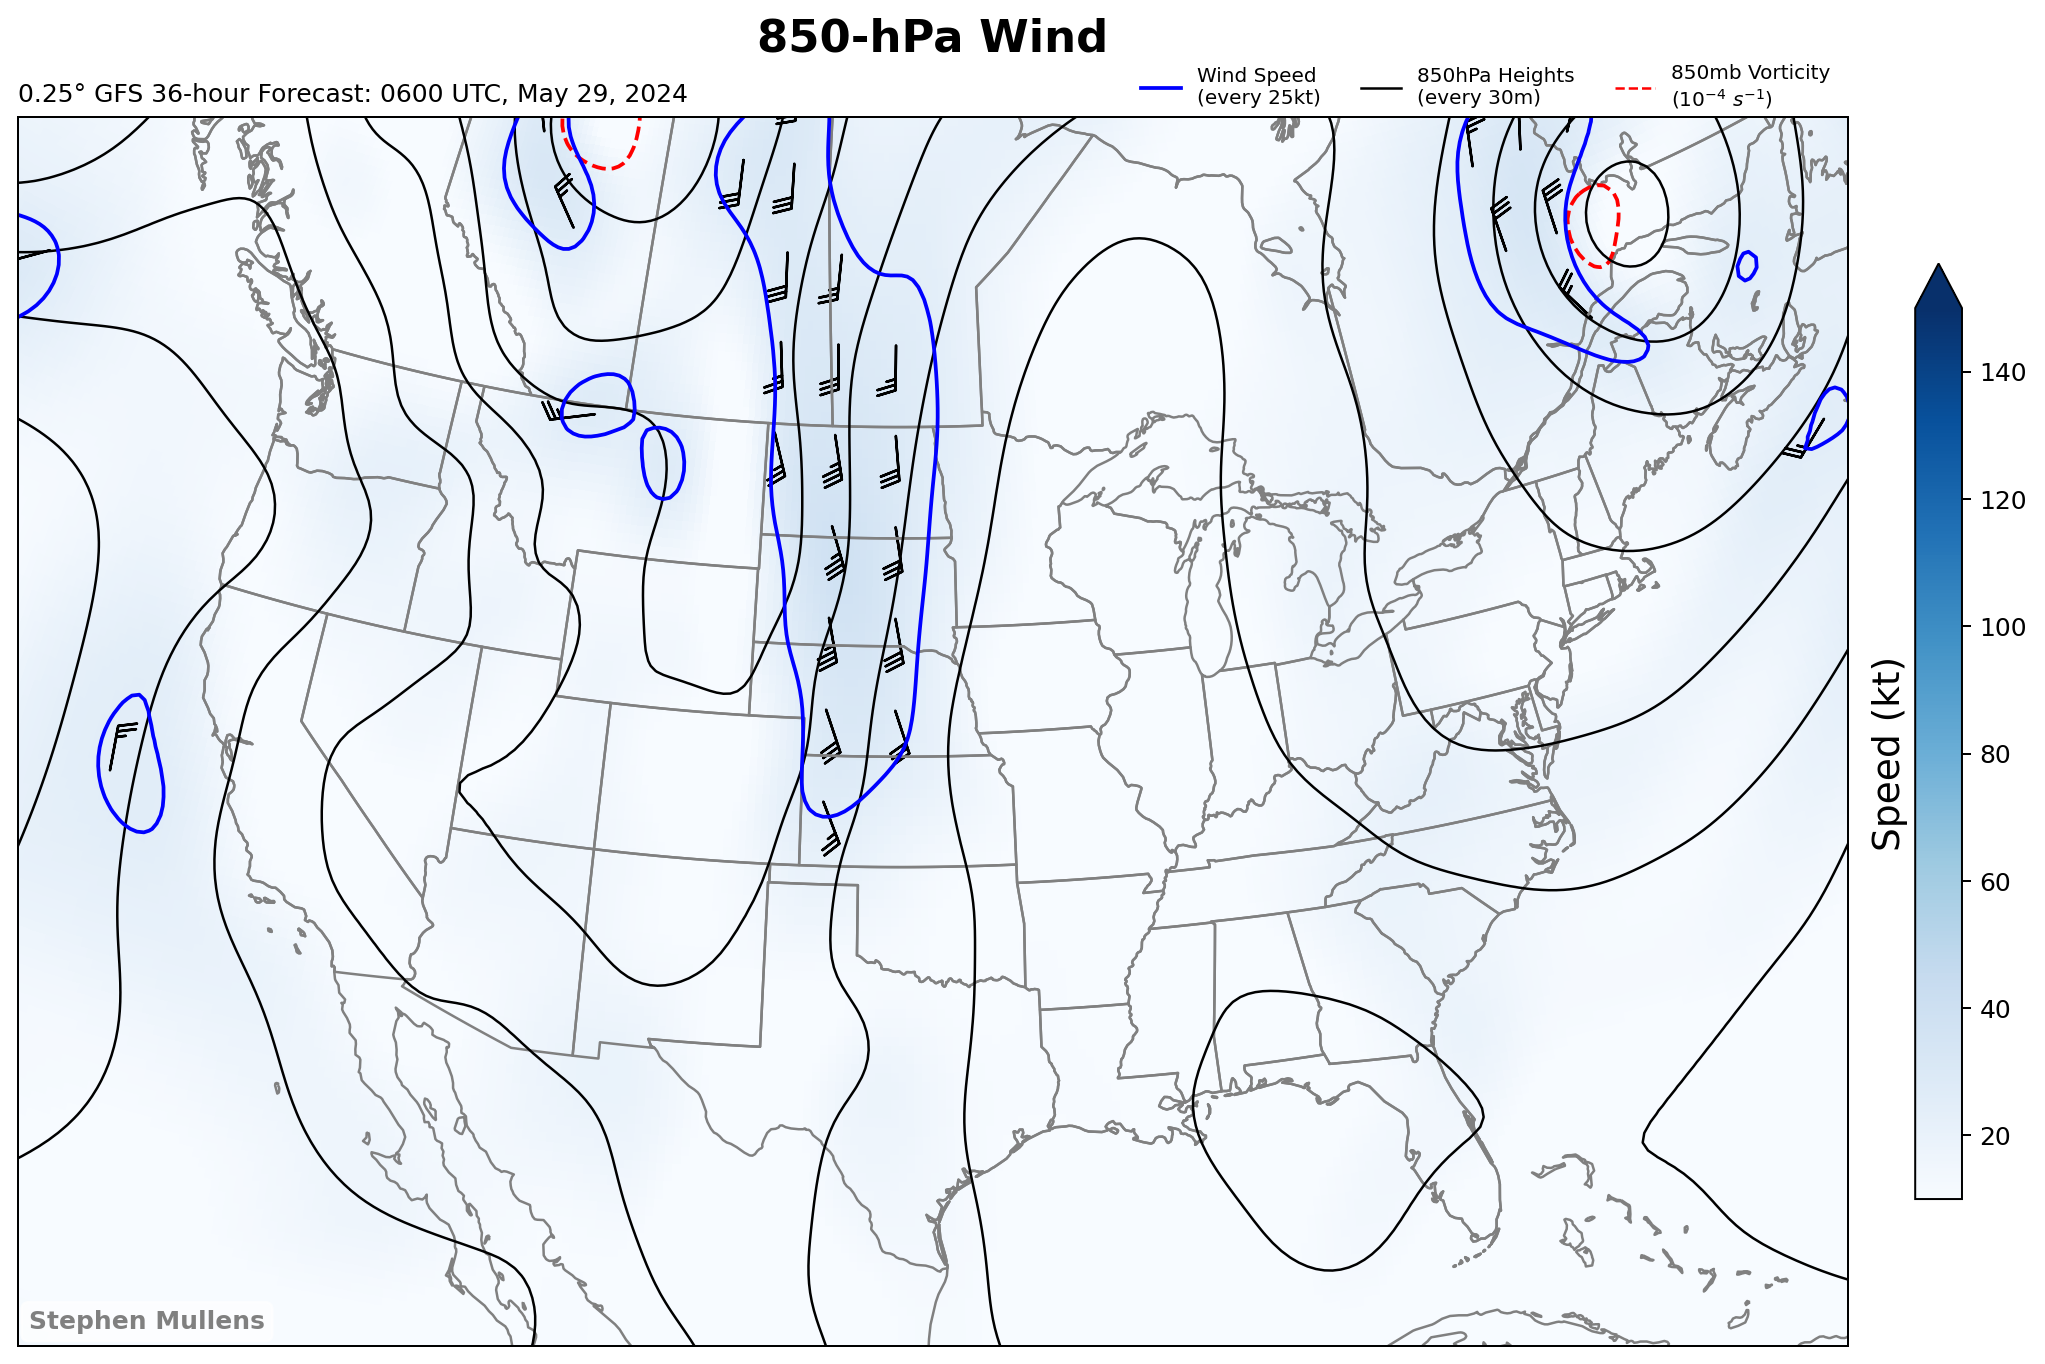 850-hPa Wind
0.25° GFS 36-hour Forecast: 0600 UTC, May 29, 2024
Wind Speed
(every 25kt)
850hPa Heights
(every 30m)
850mb Vorticity
(10⁻⁴ s⁻¹)
140
120
100
80
60
40
20
Speed (kt)
Stephen Mullens